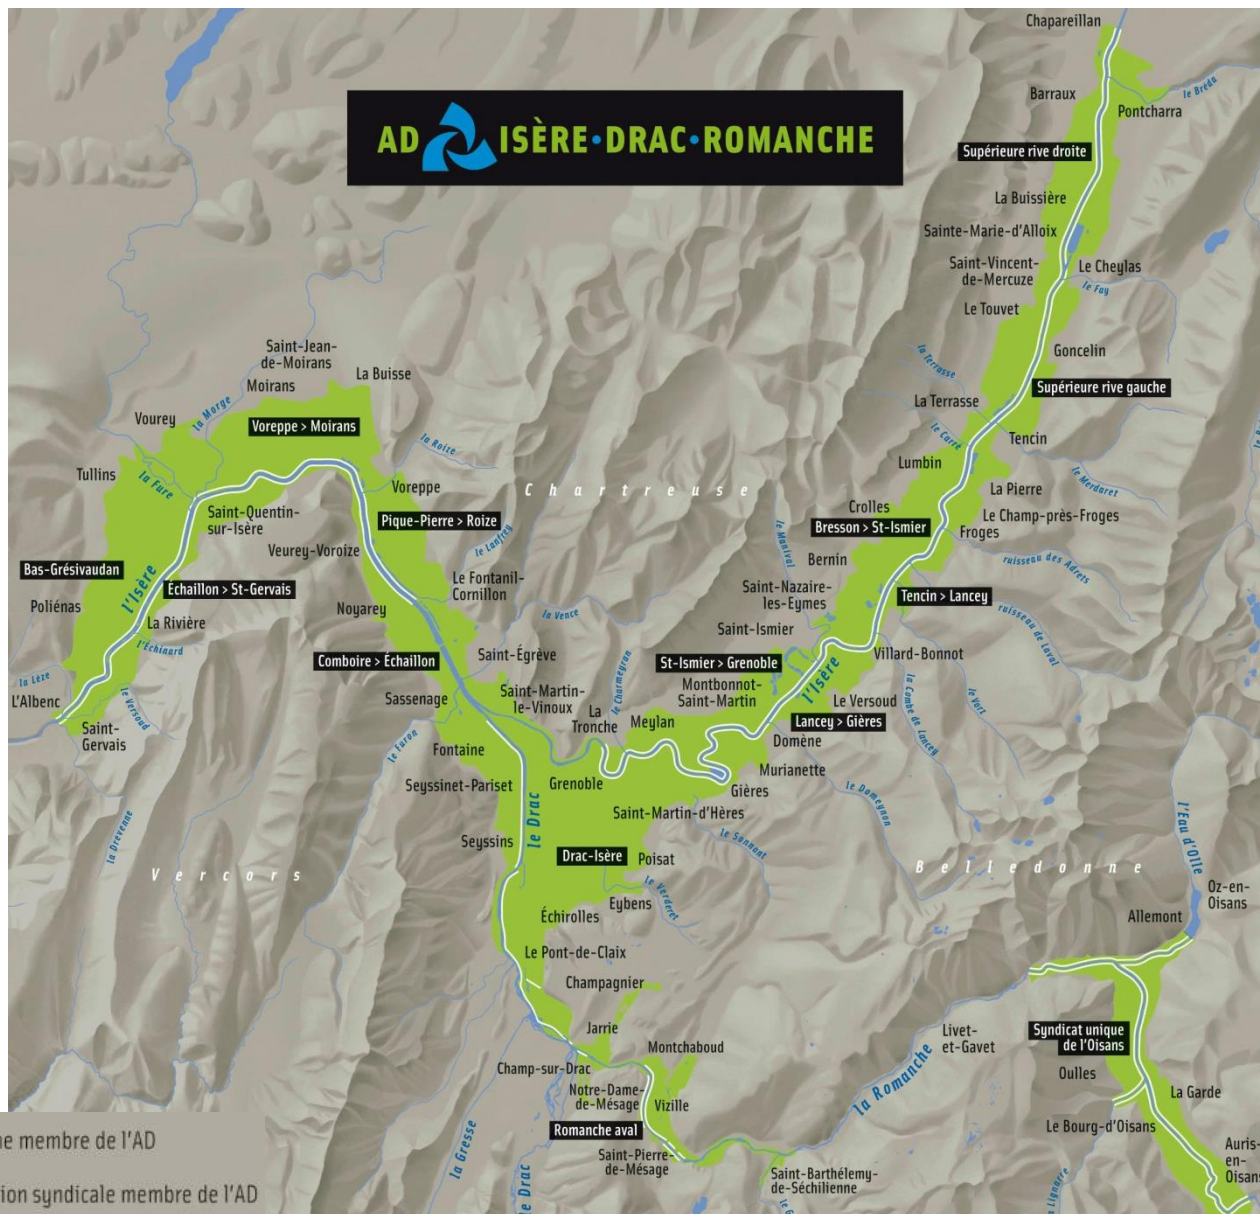 Chapareillan
le Bréda
Barraux
Pontcharra
AD ISÈRE•DRAC•ROMANCHE
Supérieure rive droite
La Buissière
Sainte-Marie-d'Alloix
Saint-Vincent-
de-Mercuze
Le Cheylas
le Fay
Le Touvet
Saint-Jean-
de-Moirans
Goncelin
la Terrasse
La Buisse
Moirans
Supérieure rive gauche
La Terrasse
la Morge
Vourey
Voreppe > Moirans
le Carré
Tencin
la Roize
Lumbin
Tullins
la Fure
le Merdaret
Voreppe
Chartreuse
La Pierre
Saint-Quentin-
sur-Isère
Crolles
Le Champ-près-Froges
Pique-Pierre > Roize
Bresson > St-Ismier
Froges
le Lanfrey
le Manival
Veurey-Voroize
Bernin
ruisseau des Adrets
Bas-Grésivaudan
l'Isère
Échaillon > St-Gervais
Le Fontanil-
Cornillon
Saint-Nazaire-
les-Eymes
Tencin > Lancey
Poliénas
Noyarey
la Vence
ruisseau de Laval
La Rivière
Saint-Ismier
l'Échinard
Saint-Égrève
Villard-Bonnot
Comboire > Échaillon
St-Ismier > Grenoble
la Lèze
le Charmeyran
Montbonnot-
Saint-Martin
l'Isère
L'Albenc
le Versoud
Sassenage
Saint-Martin-
le-Vinoux
Le Versoud
la Combe de Lancey
le Vort
La
Tronche
Meylan
Lancey > Gières
Saint-
Gervais
le Furon
Domène
Fontaine
Murianette
Grenoble
Gières
Seyssinet-Pariset
le Domeynon
le Drac
Saint-Martin-d'Hères
l'Eau d'Olle
la Drevenne
Seyssins
le Sonnant
Drac-Isère
Poisat
Vercors
Belledonne
le Verderet
Oz-en-
Oisans
Eybens
Échirolles
Allemont
Le Pont-de-Claix
Champagnier
Jarrie
Livet-
et-Gavet
Syndicat unique
de l'Oisans
Montchaboud
Champ-sur-Drac
la Romanche
Oulles
Notre-Dame-
de-Mésage
Vizille
La Garde
Romanche aval
Le Bourg-d'Oisans
la Gresse
Saint-Pierre-
de-Mésage
le Drac
Saint-Barthélemy-
de-Séchilienne
Auris-
en-
Oisans
Lignarre
ne membre de l'AD
ion syndicale membre de l'AD